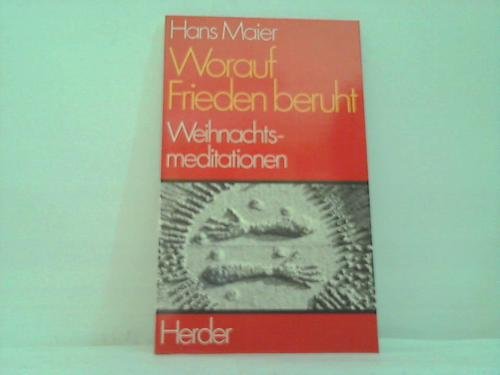 Hans Maier
Worauf
Frieden beruht
Weihnachts-
meditationen
Herder